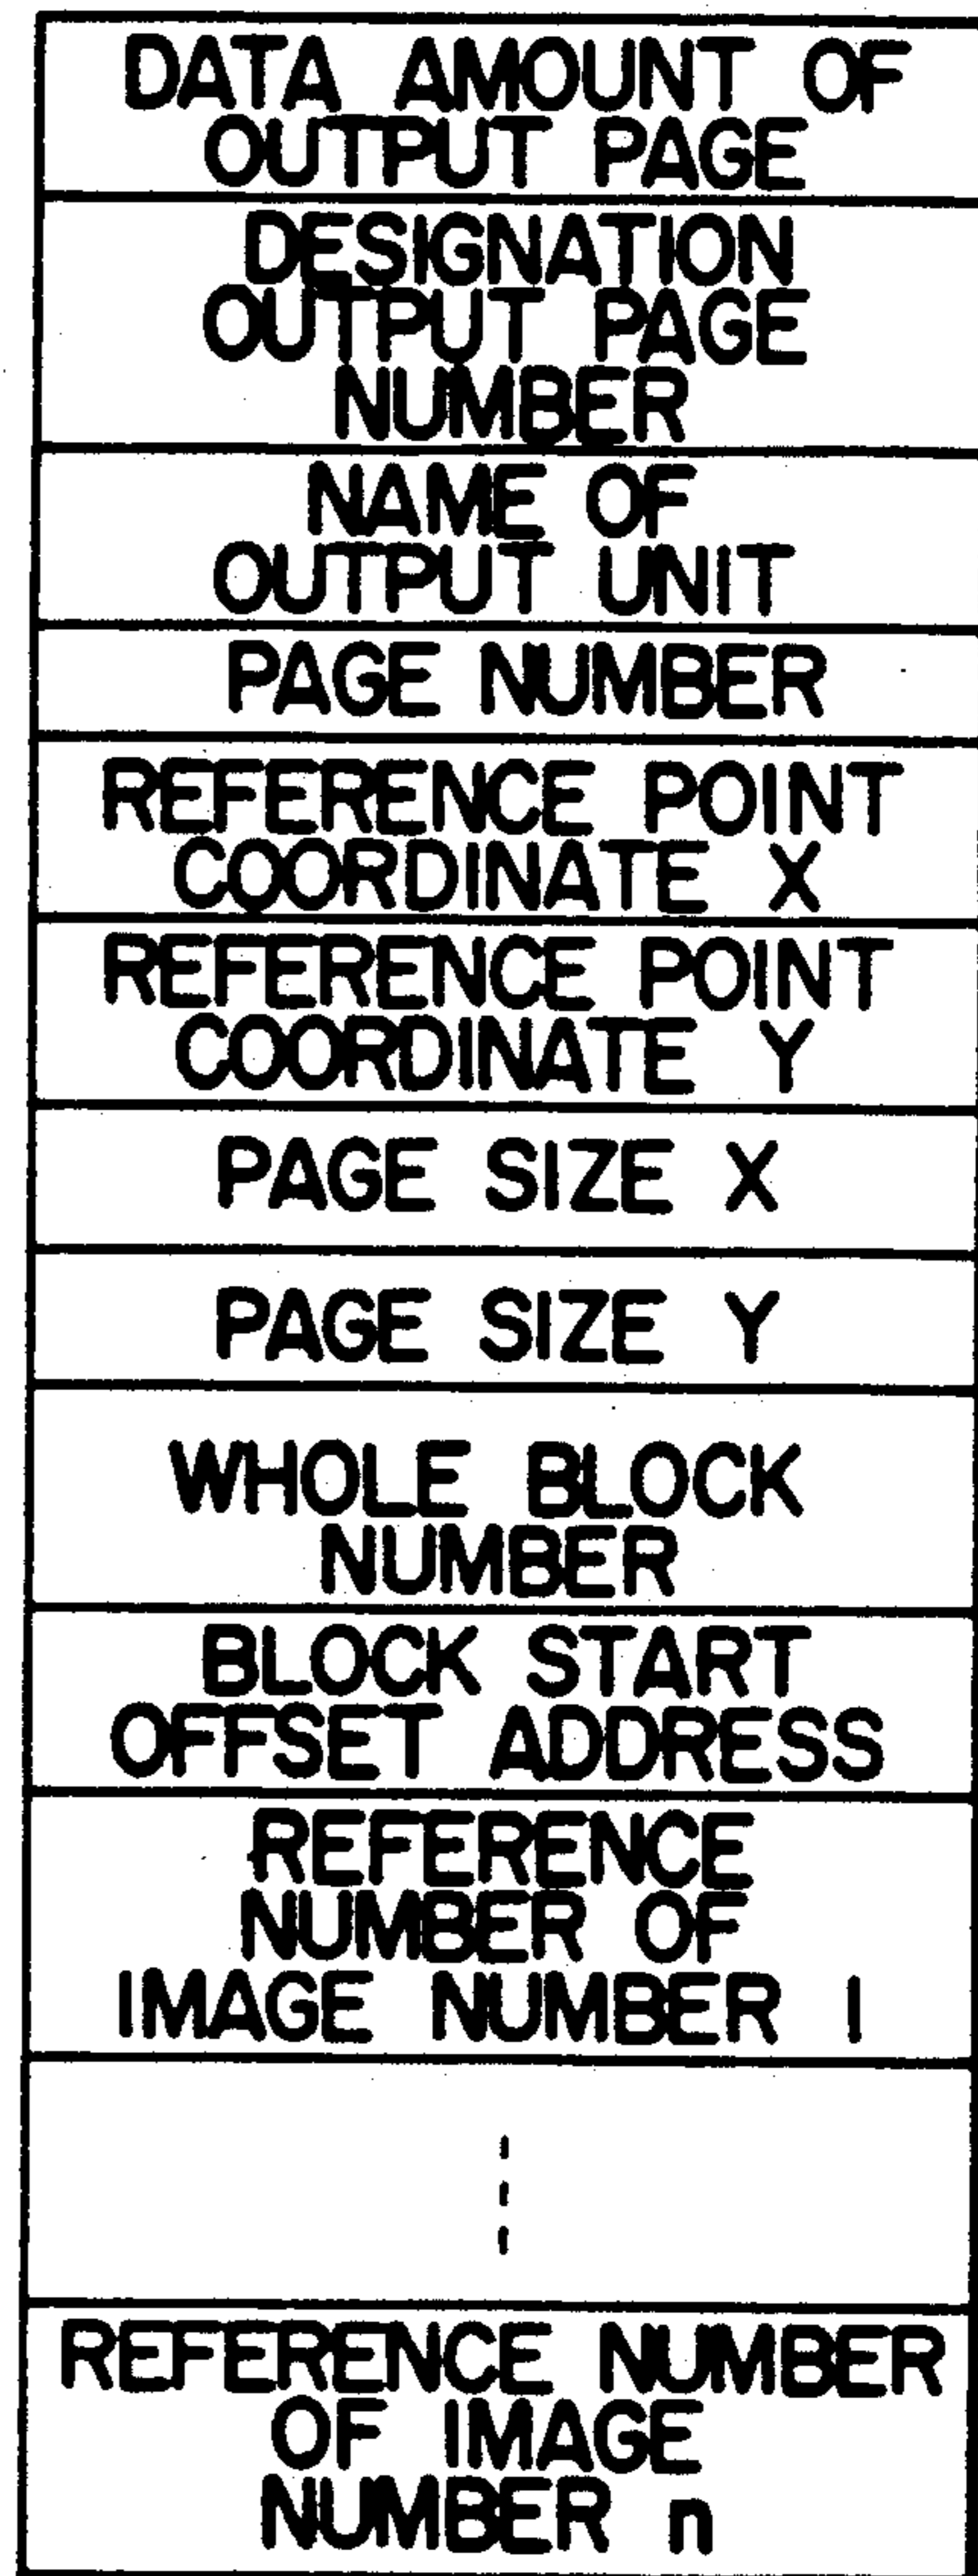 DATA AMOUNT OF
OUTPUT PAGE
DESIGNATION
OUTPUT PAGE
NUMBER
NAME OF
OUTPUT UNIT
PAGE NUMBER
REFERENCE POINT
COORDINATE X
REFERENCE POINT
COORDINATE Y
PAGE SIZE X
PAGE SIZE Y
WHOLE BLOCK
NUMBER
BLOCK START
OFFSET ADDRESS
REFERENCE
NUMBER OF
IMAGE NUMBER 1
REFERENCE NUMBER
OF IMAGE
NUMBER n